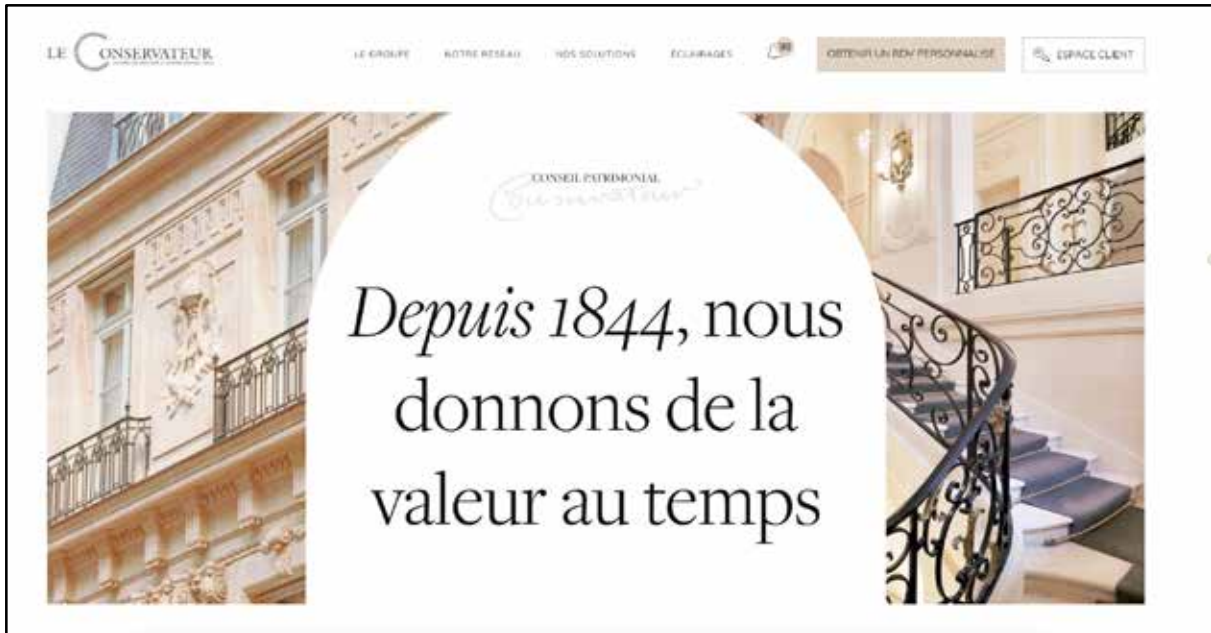 LE CONSERVATEUR
LE GROUPE
NOTRE RÉSEAU
NOS SOLUTIONS
ÉCLAIRAGES
OBTENIR UN RDV PERSONNALISÉ
ESPACE CLIENT
CONSEIL PATRIMONIAL
Conservateur
Depuis 1844, nous
donnons de la
valeur au temps